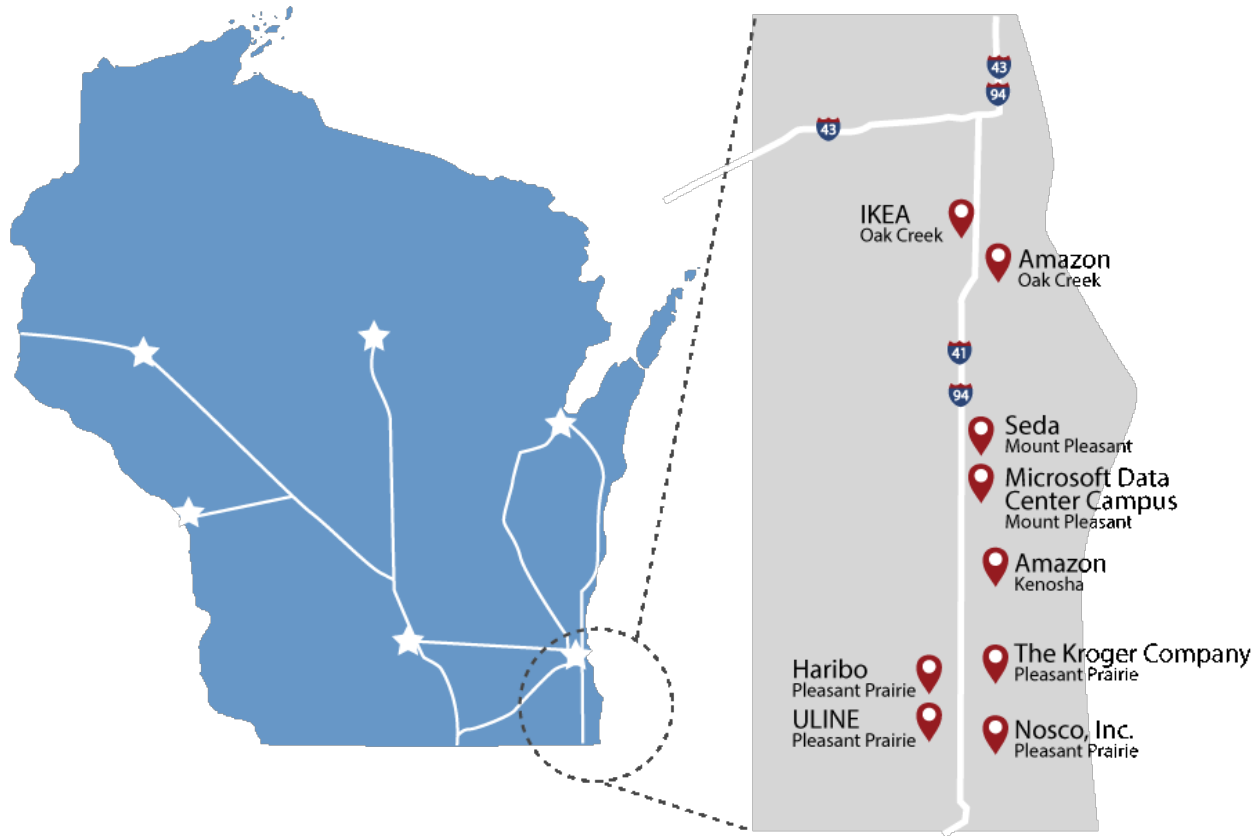 43
94
43
IKEA
Oak Creek
Amazon
Oak Creek
41
94
Seda
Mount Pleasant
Microsoft Data
Center Campus
Mount Pleasant
Amazon
Kenosha
The Kroger Company
Pleasant Prairie
Haribo
Pleasant Prairie
ULINE
Pleasant Prairie
Nosco, Inc.
Pleasant Prairie